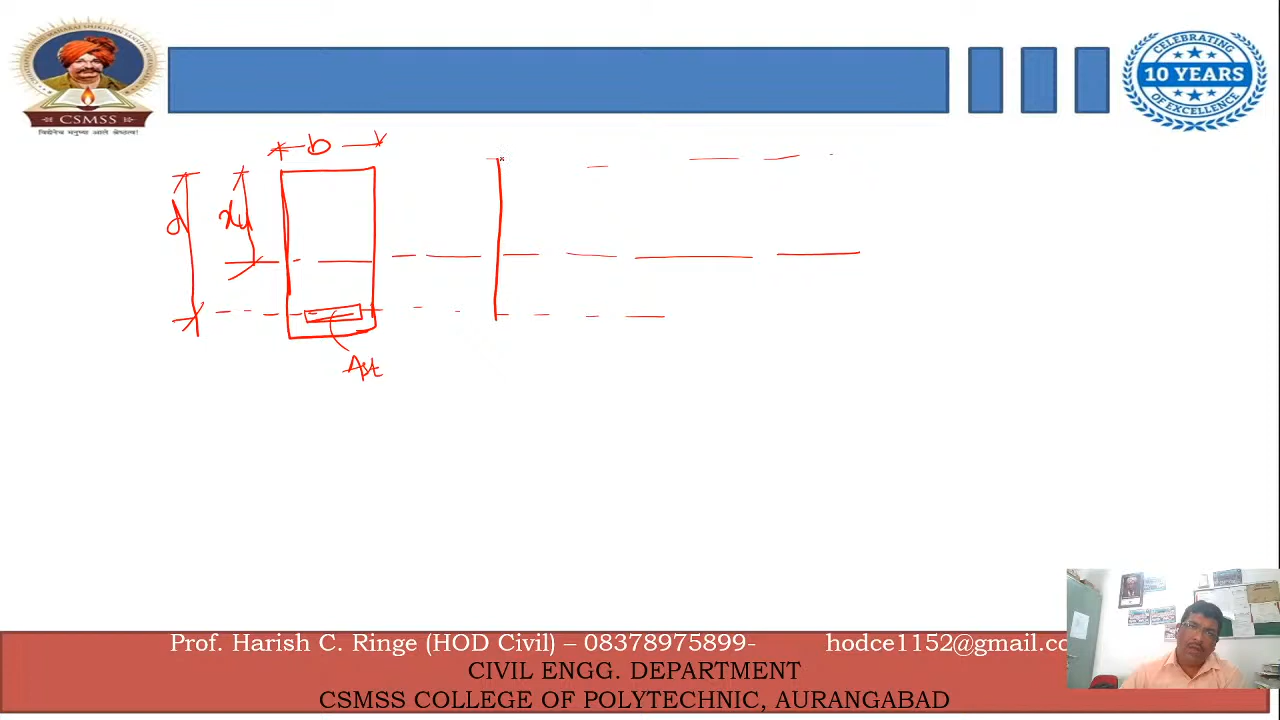 CSMSS
CELEBRATING
10 YEARS
OF EXCELLENCE
b
d
xu
Ast
Prof. Harish C. Ringe (HOD Civil) – 08378975899-
hodce1152@gmail.co
CIVIL ENGG. DEPARTMENT
CSMSS COLLEGE OF POLYTECHNIC, AURANGABAD